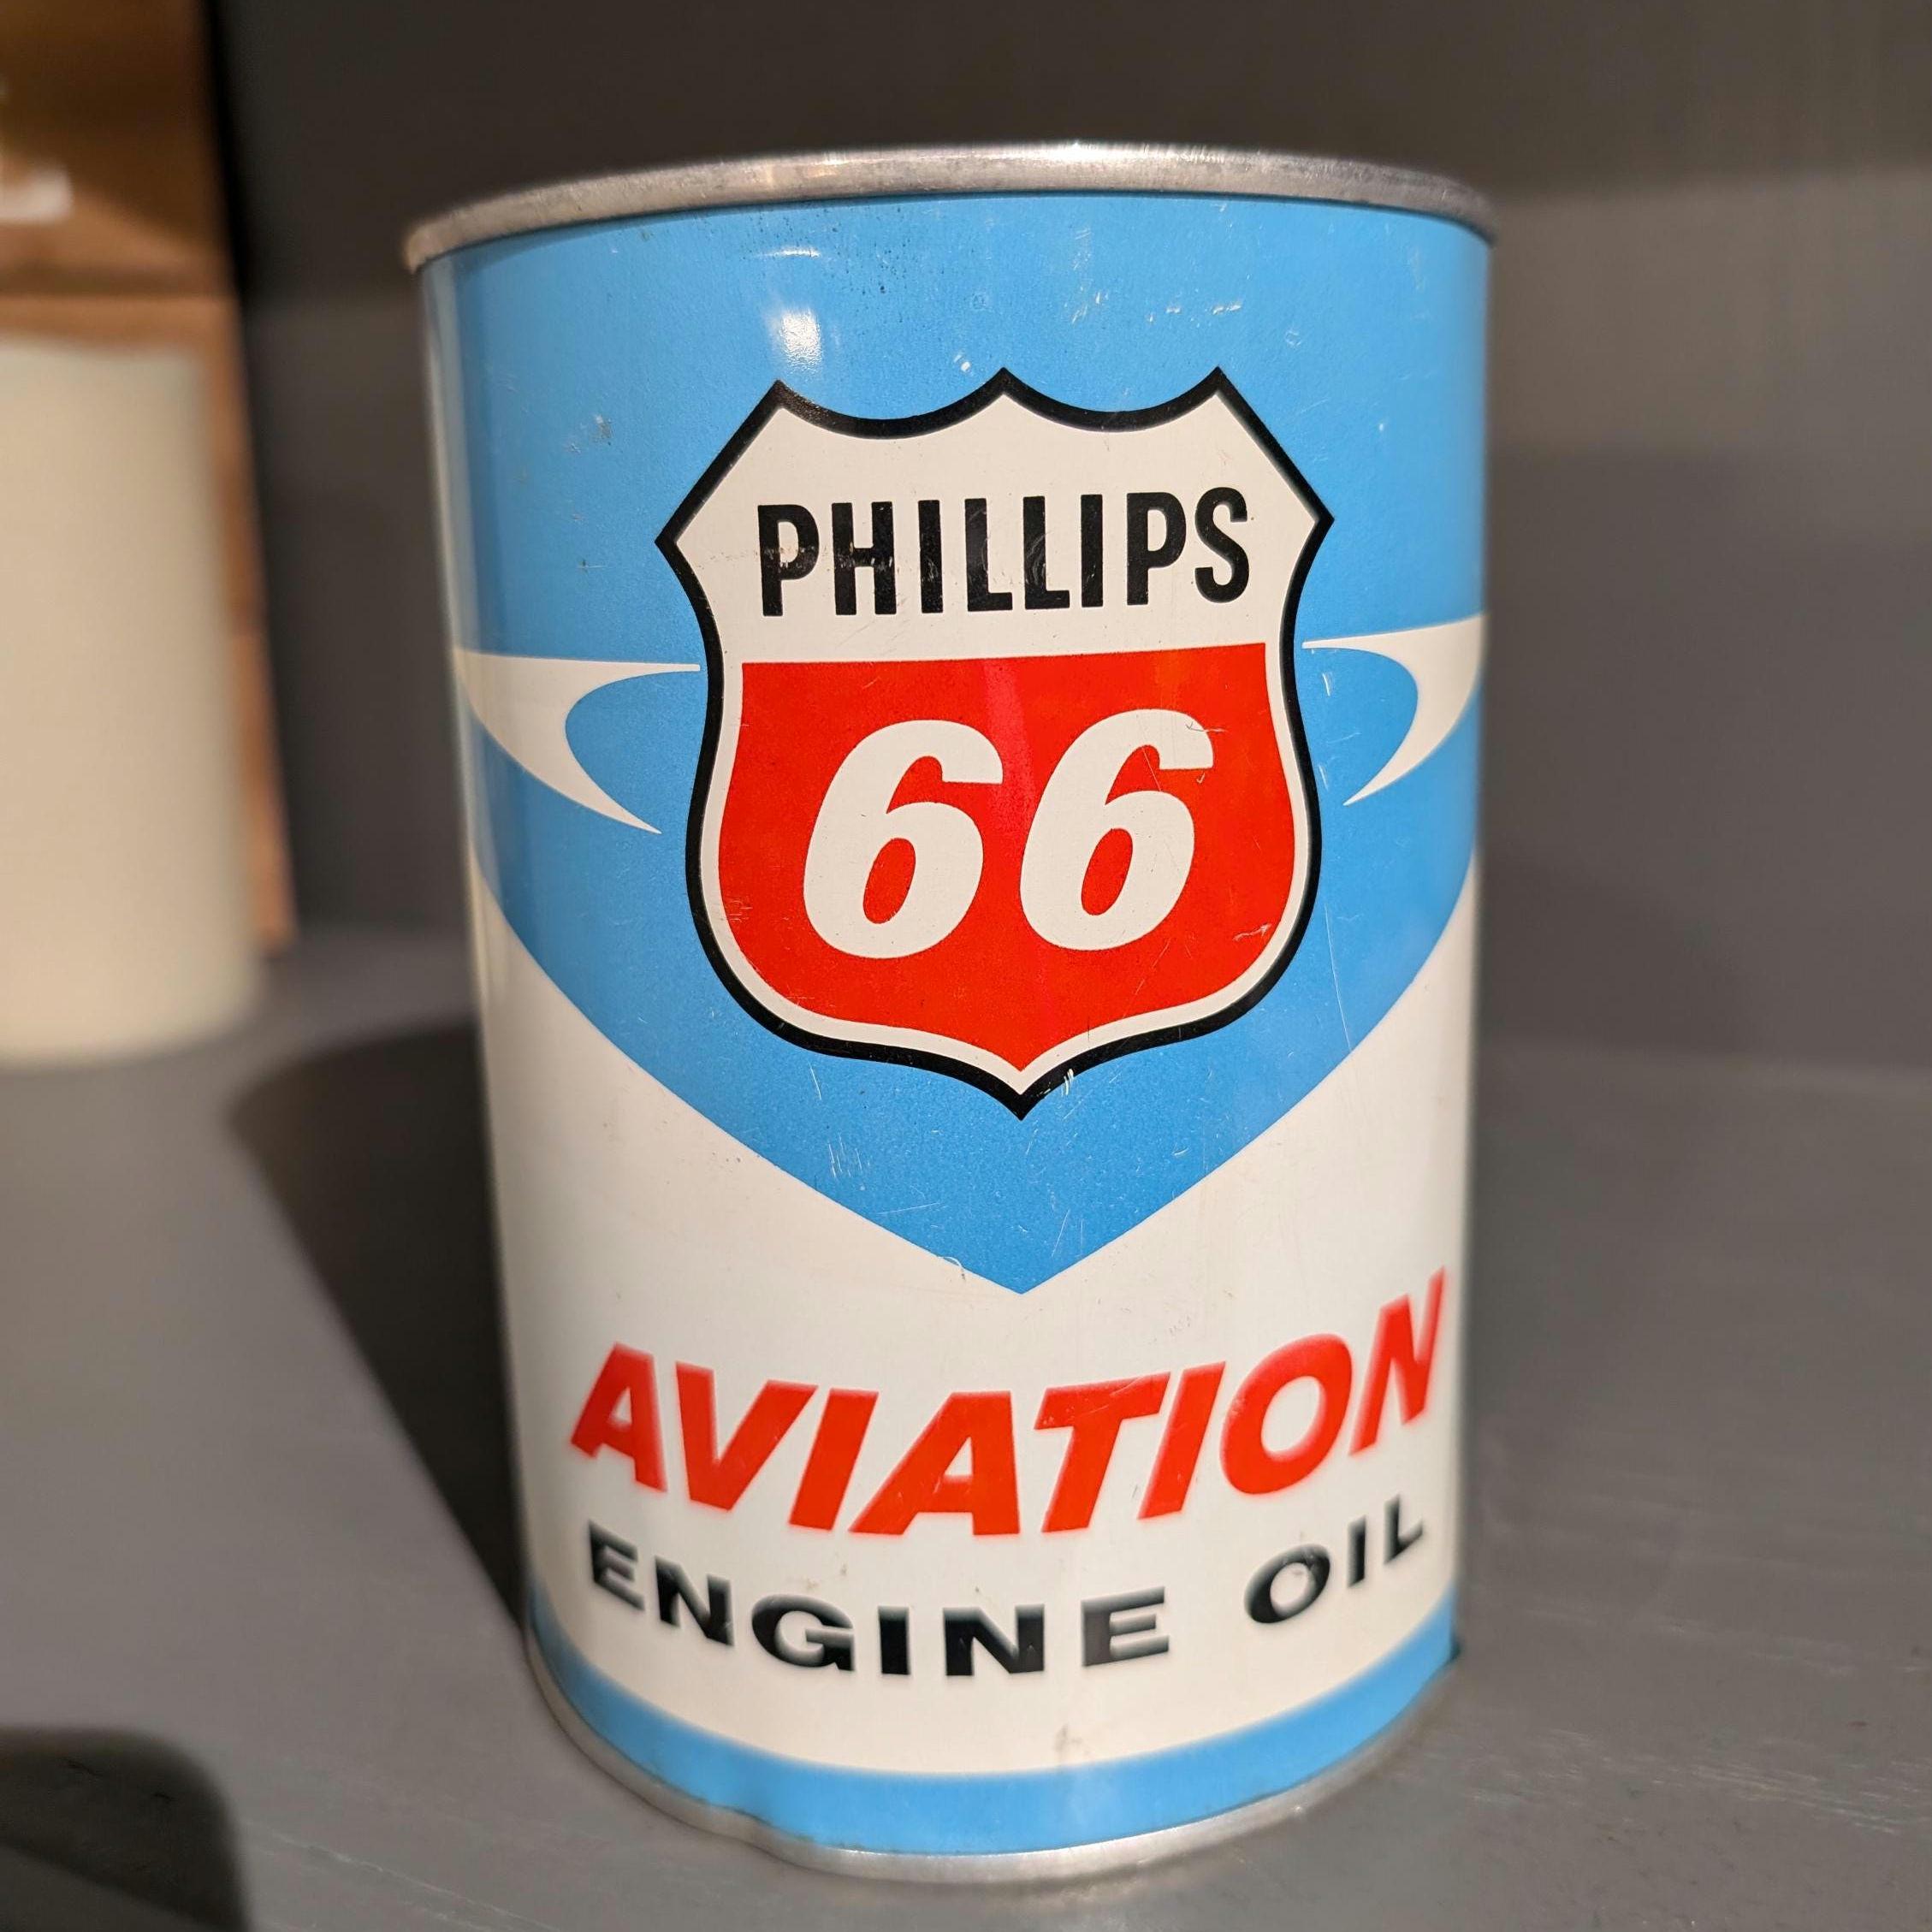 PHILLIPS
66
AVIATION
ENGINE OIL